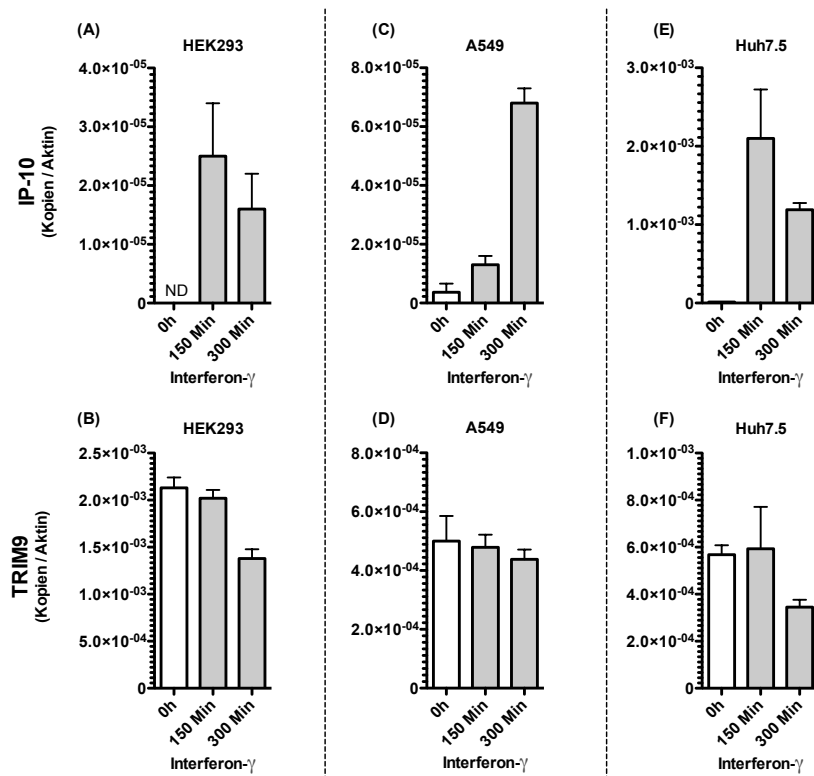 (A)
HEK293
IP-10
(Kopien / Aktin)
4.0×10-05
3.0×10-05
2.0×10-05
1.0×10-05
0
ND
0h
150 Min
300 Min
Interferon-γ
(C)
A549
8.0×10-05
6.0×10-05
4.0×10-05
2.0×10-05
0
0h
150 Min
300 Min
Interferon-γ
(E)
Huh7.5
3.0×10-03
2.0×10-03
1.0×10-03
0
0h
150 Min
300 Min
Interferon-γ
(B)
HEK293
TRIM9
(Kopien / Aktin)
2.5×10-03
2.0×10-03
1.5×10-03
1.0×10-03
5.0×10-04
0
0h
150 Min
300 Min
Interferon-γ
(D)
A549
8.0×10-04
6.0×10-04
4.0×10-04
2.0×10-04
0
0h
150 Min
300 Min
Interferon-γ
(F)
Huh7.5
1.0×10-03
8.0×10-04
6.0×10-04
4.0×10-04
2.0×10-04
0
0h
150 Min
300 Min
Interferon-γ